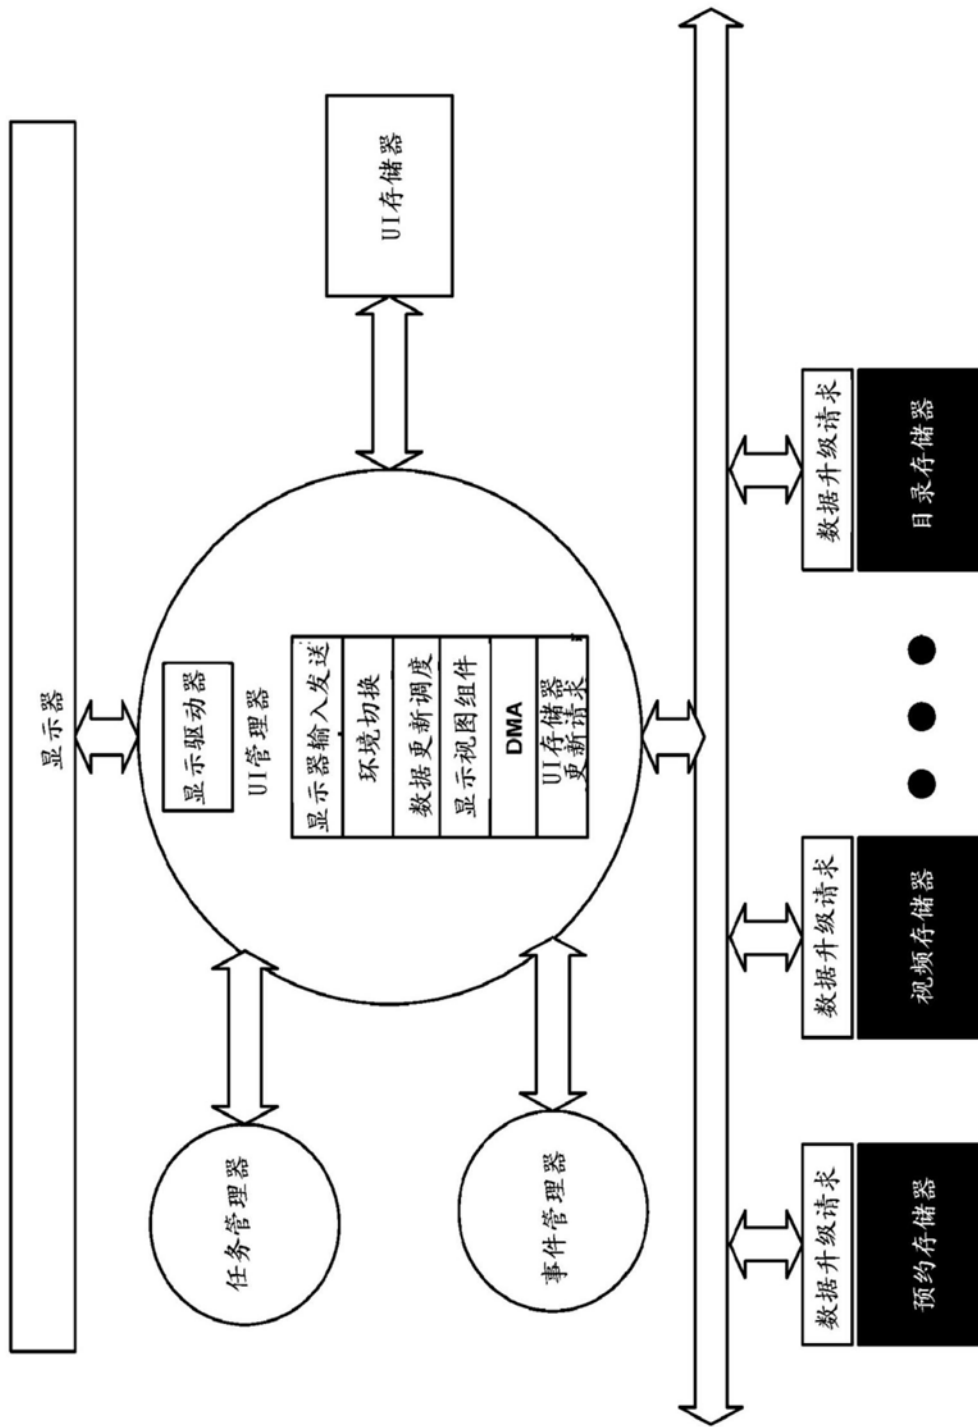 显示器
显示驱动器
UI管理器
显示器输入发送
环境切换
数据更新调度
显示视图组件
DMA
UI存储器
更新请求
任务管理器
事件管理器
UI存储器
数据升级请求
预约存储器
数据升级请求
视频存储器
数据升级请求
目录存储器